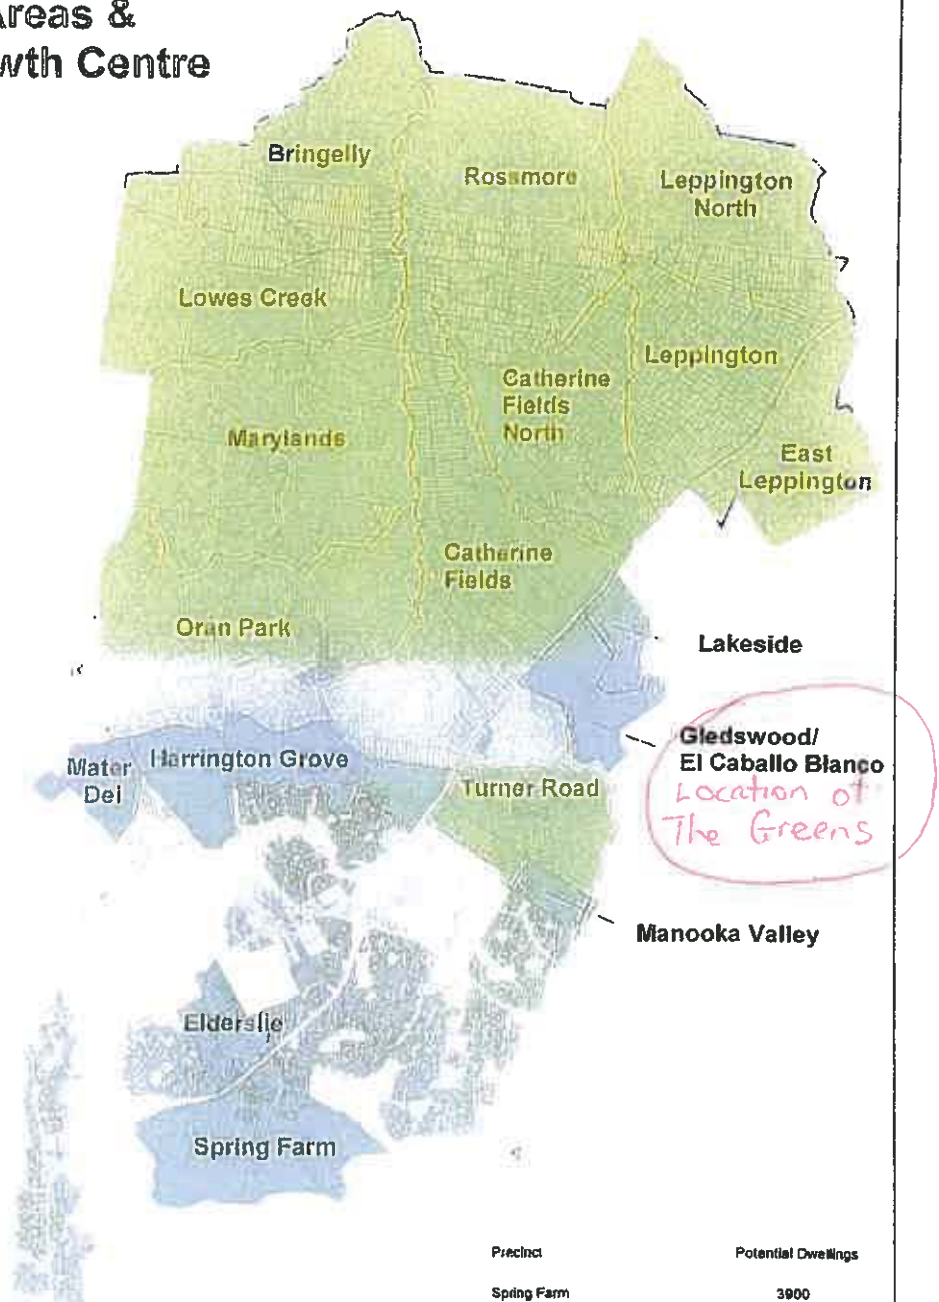 Areas &
wth Centre
Bringelly
Rossmore
Leppington
North
Lowes Creek
Leppington
Catherine
Fields
North
Marylands
East
Leppington
Catherine
Fields
Oran Park
Lakeside
Gledswood/
El Caballo Blanco
Location of
The Greens
Mater
Dei
Harrington Grove
Turner Road
Manooka Valley
Elderslie
Spring Farm
Precinct Potential Dwellings
Spring Farm 3900